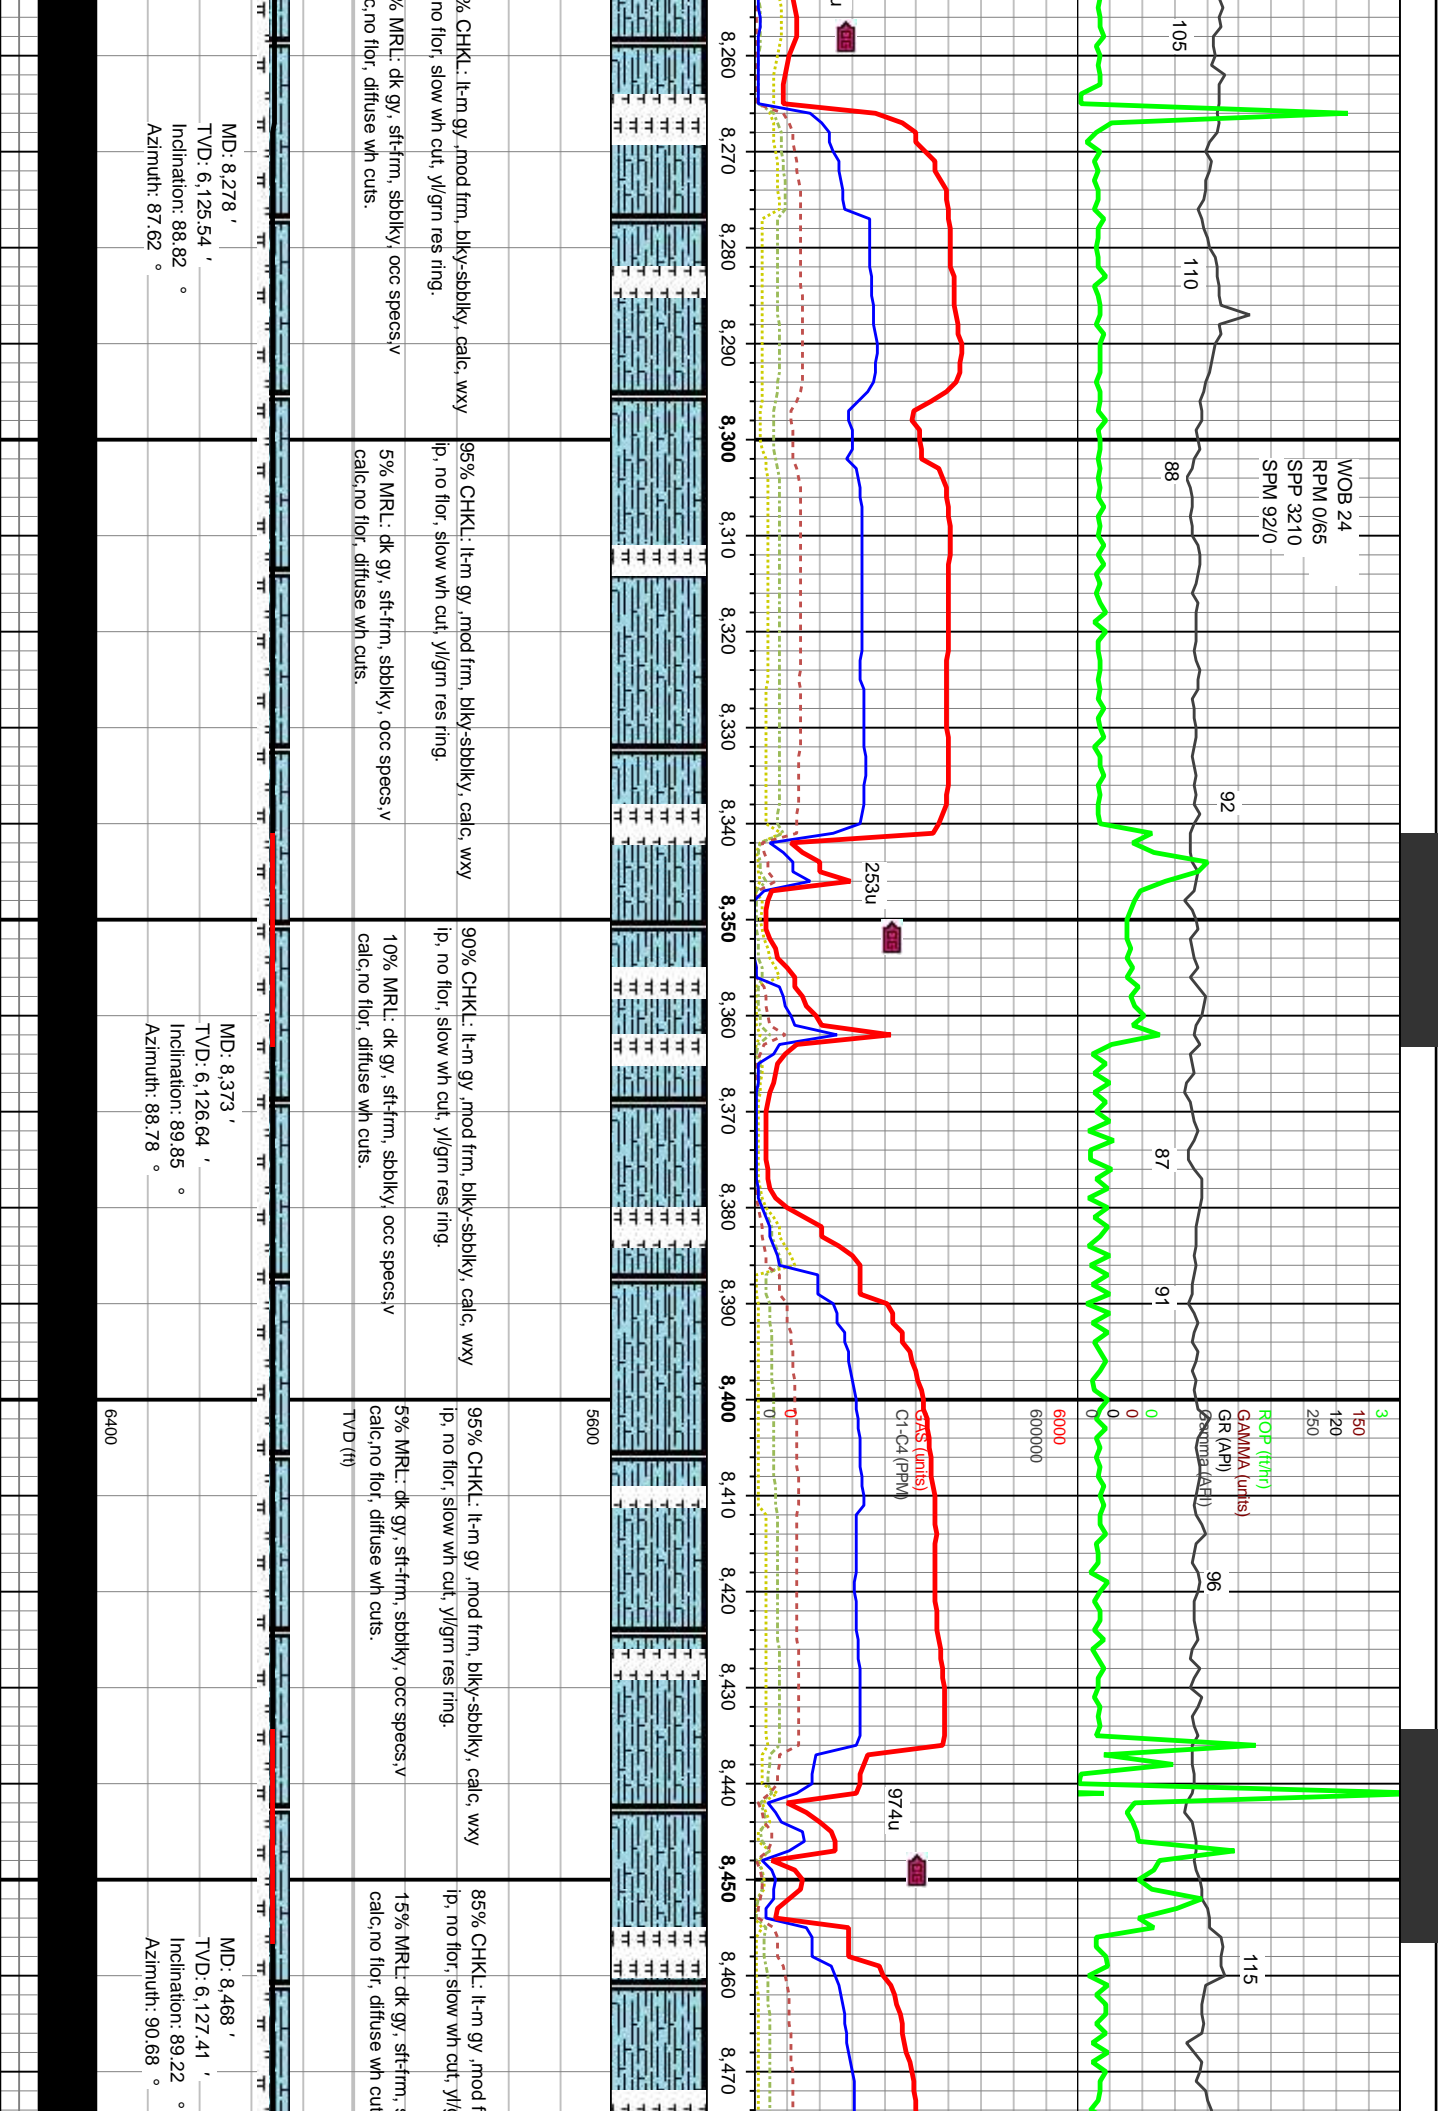 105
110
WOB 24
RPM 0/65
SPP 3210
SPM 92/0
88
92
87
91
96
115
3
150
120
250
ROP (ft/hr)
GAMMA (units)
GR (API)
Gamma (API)
0
0
0
0
6000
600000
GAS (units)
C1-C4 (PPM)
0
0
u
253u
974u
8,260
8,270
8,280
8,290
8,300
8,310
8,320
8,330
8,340
8,350
8,360
8,370
8,380
8,390
8,400
8,410
8,420
8,430
8,440
8,450
8,460
8,470
% CHKL: lt-m gy ,mod frm, blky-sbblky, calc, wxy
no flor, slow wh cut, yl/grn res ring.
% MRL: dk gy, sft-frm, sbblky, occ specs,v
c,no flor, diffuse wh cuts.
95% CHKL: lt-m gy ,mod frm, blky-sbblky, calc, wxy
ip, no flor, slow wh cut, yl/grn res ring.
5% MRL: dk gy, sft-frm, sbblky, occ specs,v
calc,no flor, diffuse wh cuts.
90% CHKL: lt-m gy ,mod frm, blky-sbblky, calc, wxy
ip, no flor, slow wh cut, yl/grn res ring.
10% MRL: dk gy, sft-frm, sbblky, occ specs,v
calc,no flor, diffuse wh cuts.
95% CHKL: lt-m gy ,mod frm, blky-sbblky, calc, wxy
ip, no flor, slow wh cut, yl/grn res ring.
5% MRL: dk gy, sft-frm, sbblky, occ specs,v
calc,no flor, diffuse wh cuts.
85% CHKL: lt-m gy ,mod f
ip, no flor, slow wh cut, yl/
15% MRL: dk gy, sft-frm, s
calc,no flor, diffuse wh cut
5600
TVD (ft)
6400
MD: 8,278 '
TVD: 6,125.54 '
Inclination: 88.82 °
Azimuth: 87.62 °
MD: 8,373 '
TVD: 6,126.64 '
Inclination: 89.85 °
Azimuth: 88.78 °
MD: 8,468 '
TVD: 6,127.41 '
Inclination: 89.22 °
Azimuth: 90.68 °